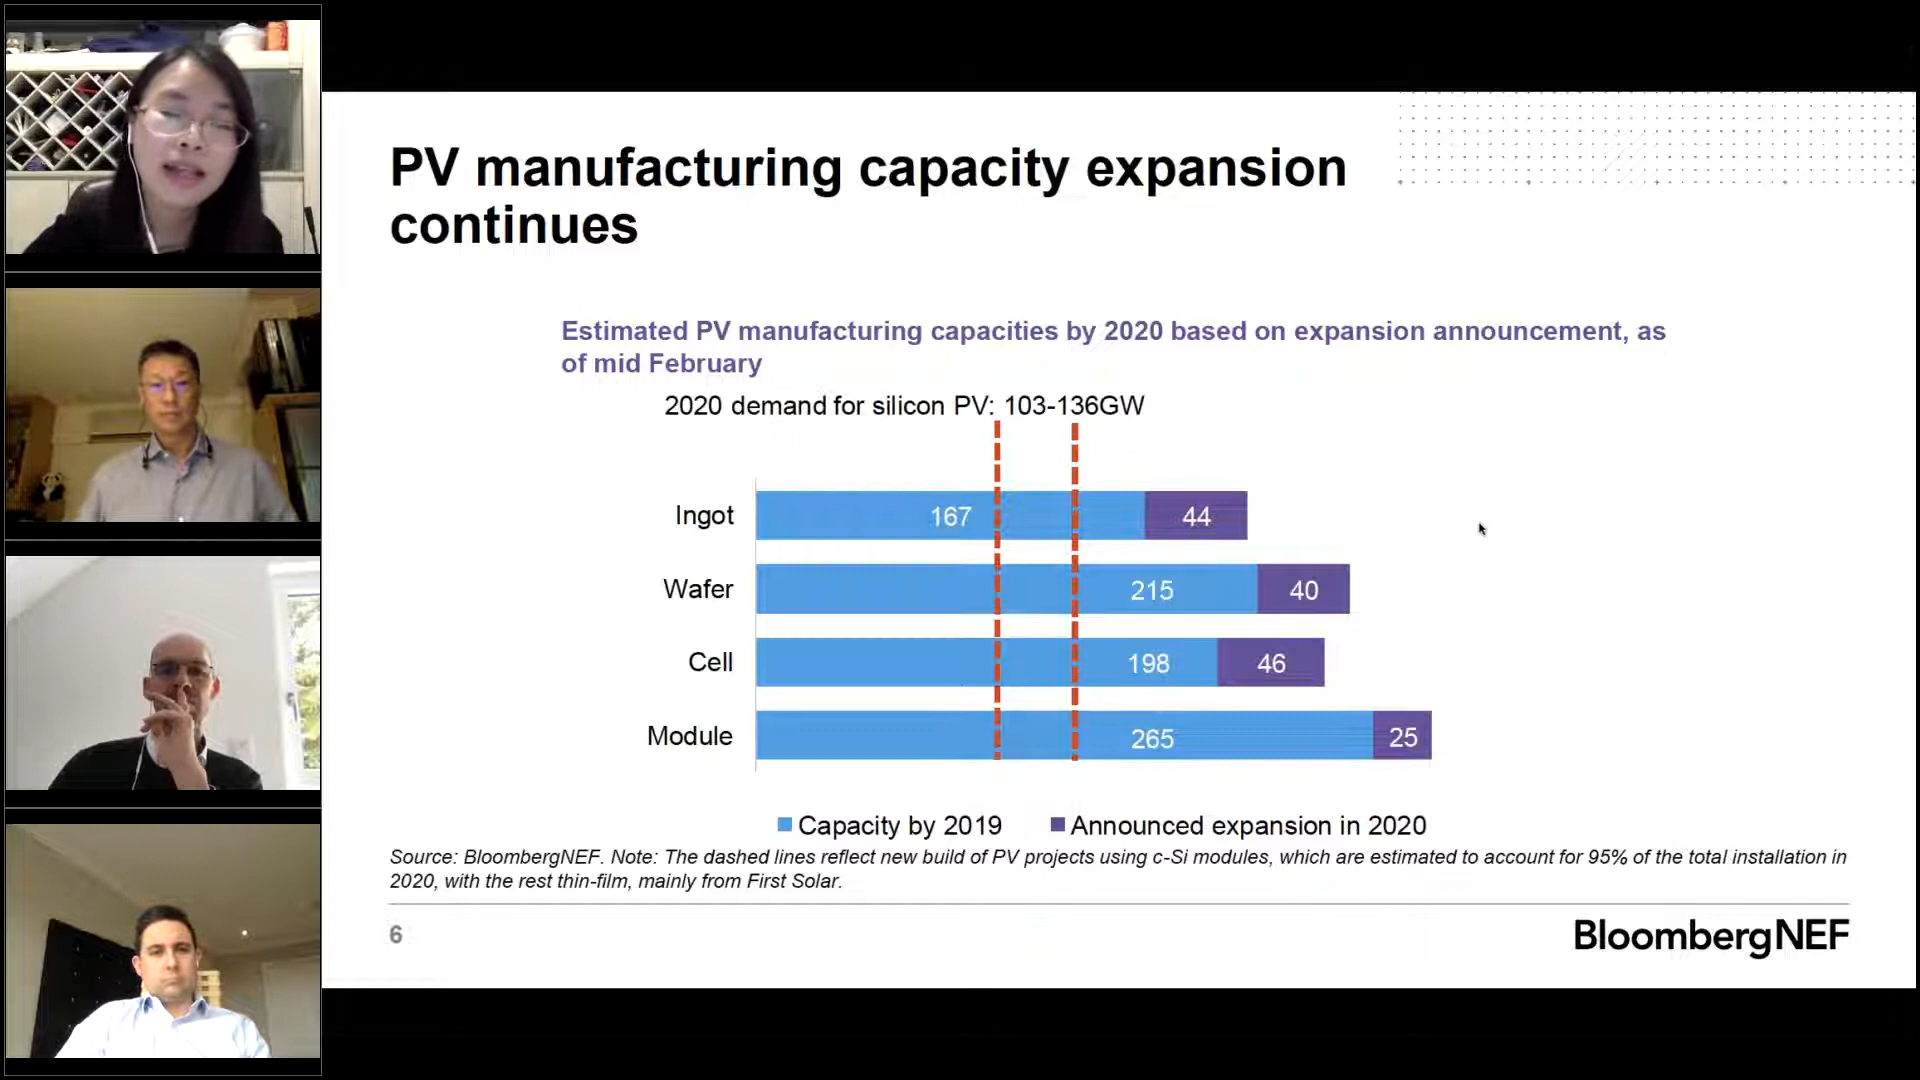 PV manufacturing capacity expansion
continues
Estimated PV manufacturing capacities by 2020 based on expansion announcement, as
of mid February
2020 demand for silicon PV: 103-136GW
Ingot 167 44
Wafer 215 40
Cell 198 46
Module 265 25
Capacity by 2019 Announced expansion in 2020
Source: BloombergNEF. Note: The dashed lines reflect new build of PV projects using c-Si modules, which are estimated to account for 95% of the total installation in
2020, with the rest thin-film, mainly from First Solar.
6 BloombergNEF